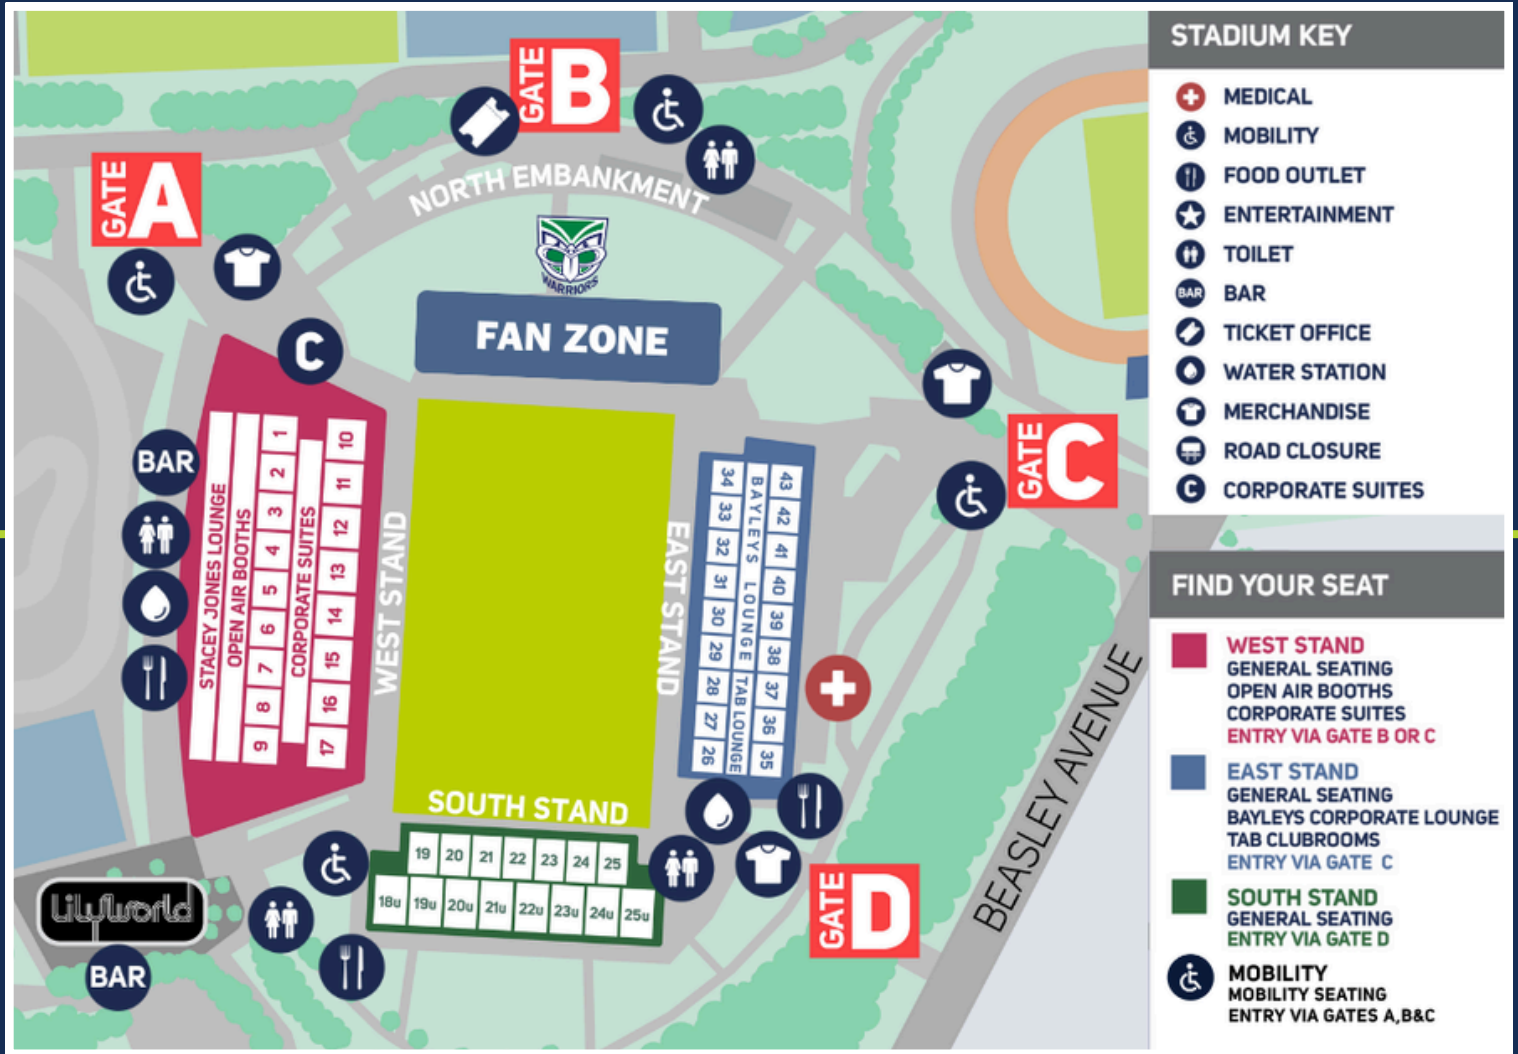 GATE A
GATE B
NORTH EMBANKMENT
WARRIORS
FAN ZONE
C
BAR
STACEY JONES LOUNGE
OPEN AIR BOOTHS
1
2
3
4
5
6
7
8
9
CORPORATE SUITES
10
11
12
13
14
15
16
17
WEST STAND
EAST STAND
34
33
32
31
30
29
28
27
26
BAYLEYS LOUNGE
TAB LOUNGE
43
42
41
40
39
38
37
36
35
GATE C
SOUTH STAND
19 20 21 22 23 24 25
18u 19u 20u 21u 22u 23u 24u 25u
GATE D
BEASLEY AVENUE
Lilyworld
BAR
STADIUM KEY
MEDICAL
MOBILITY
FOOD OUTLET
ENTERTAINMENT
TOILET
BAR BAR
TICKET OFFICE
WATER STATION
MERCHANDISE
ROAD CLOSURE
C CORPORATE SUITES
FIND YOUR SEAT
WEST STAND
GENERAL SEATING
OPEN AIR BOOTHS
CORPORATE SUITES
ENTRY VIA GATE B OR C
EAST STAND
GENERAL SEATING
BAYLEYS CORPORATE LOUNGE
TAB CLUBROOMS
ENTRY VIA GATE C
SOUTH STAND
GENERAL SEATING
ENTRY VIA GATE D
MOBILITY
MOBILITY SEATING
ENTRY VIA GATES A,B&C